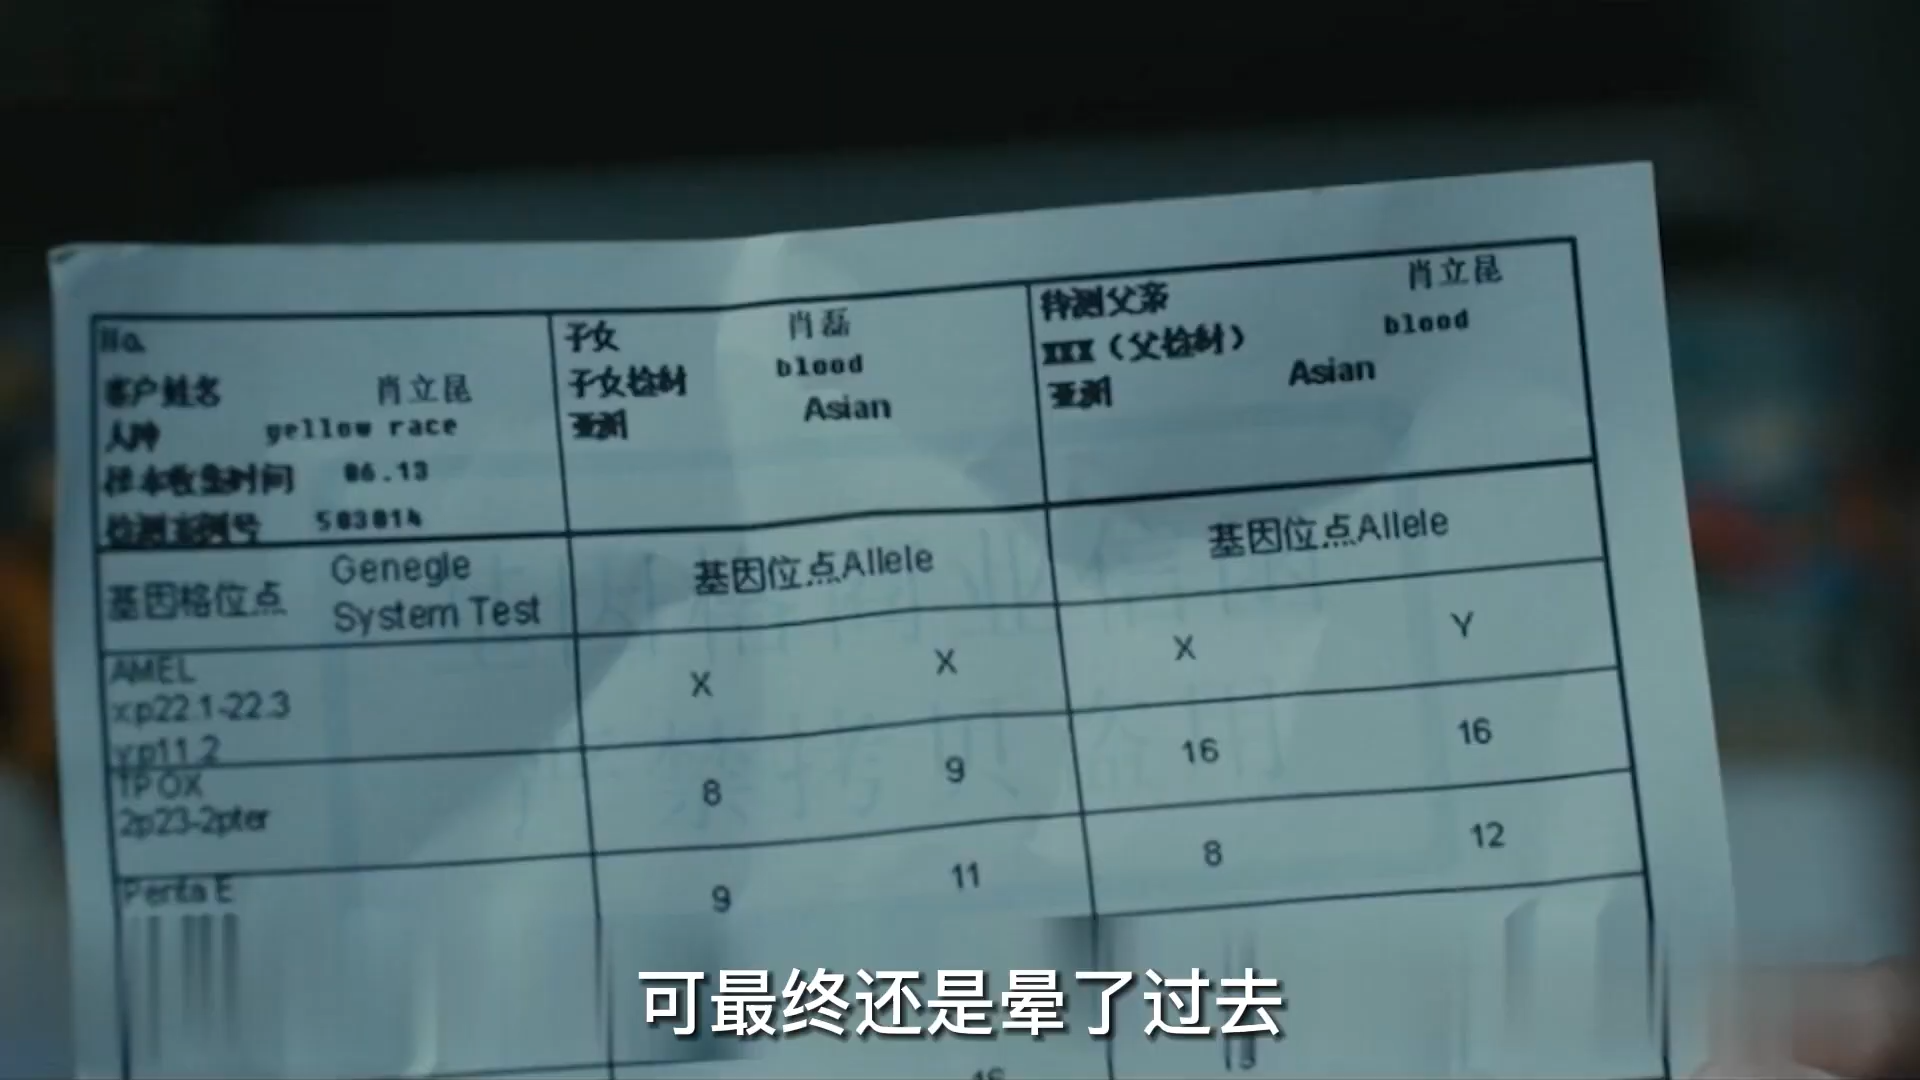 No.
客户姓名 肖立昆
人种 yellow race
样本收集时间 06.13
检测案例号 503014
子女 肖磊
子女检材 blood
亚洲 Asian
待测父亲 肖立昆
XXX（父检材） blood
亚洲 Asian
基因格位点 Genegle System Test
基因位点Allele
基因位点Allele
AMEL X X X Y
x:p22.1-22.3
y:p11.2
TPOX 8 9 16 16
2p23-2pter
Penta E 9 11 8 12
可最终还是晕了过去